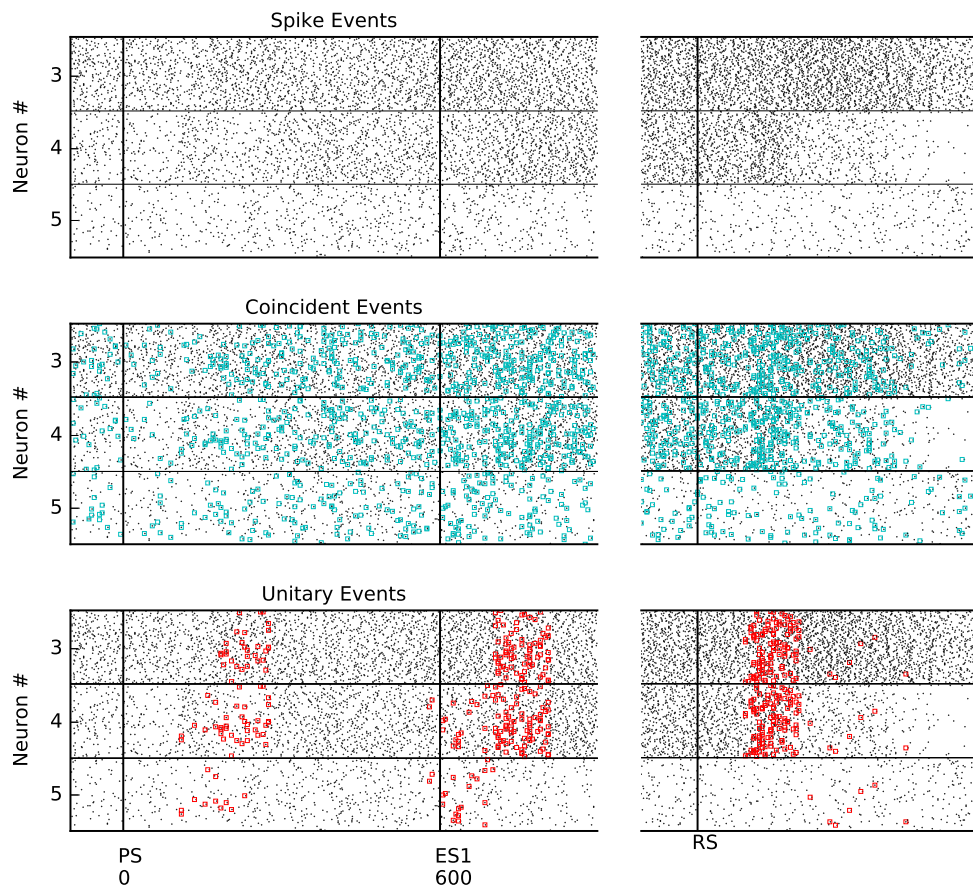 Spike Events
Neuron #
3
4
5
Coincident Events
Neuron #
3
4
5
Unitary Events
Neuron #
3
4
5
PS
0
ES1
600
RS